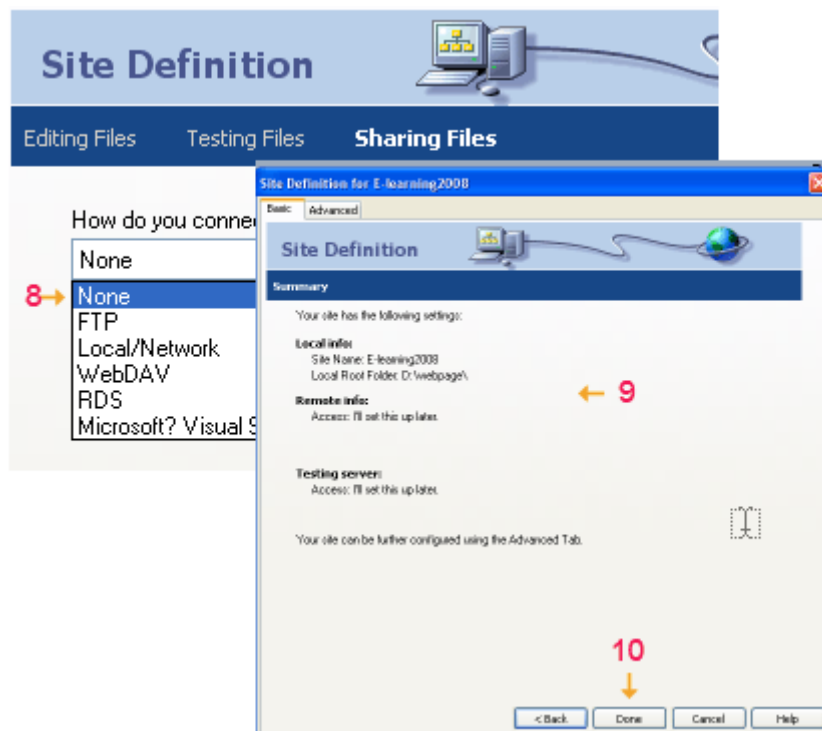 Site Definition
Editing Files Testing Files Sharing Files
How do you conne
None
8
None
FTP
Local/Network
WebDAV
RDS
Microsoft? Visual S
Site Definition for E-learning2008
Basic Advanced
Site Definition
Summary
Your site has the following settings:
Local info:
Site Name: E-learning2008
Local Root Folder: D:\webpage\
9
Remote info:
Access: I'll set this up later.
Testing server:
Access: I'll set this up later.
Your site can be further configured using the Advanced Tab.
10
< Back Done Cancel Help